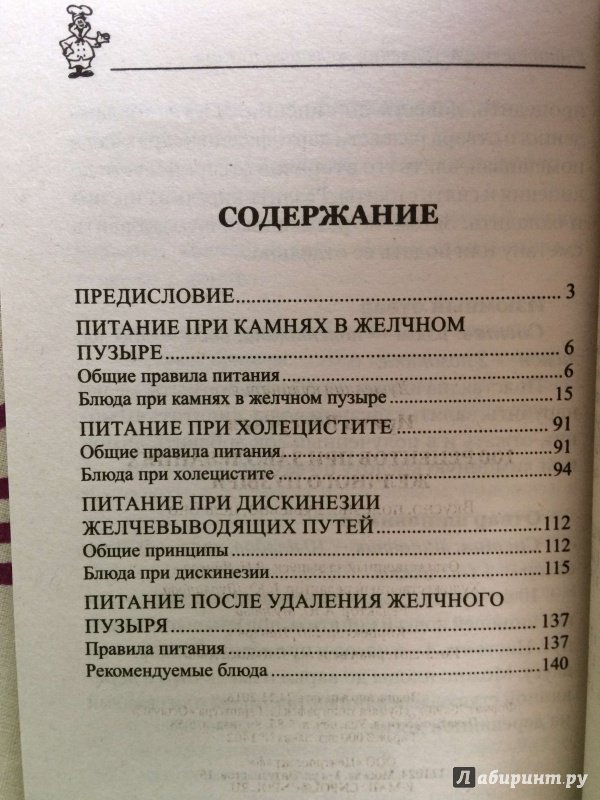 СОДЕРЖАНИЕ
ПРЕДИСЛОВИЕ.......................................................... 3
ПИТАНИЕ ПРИ КАМНЯХ В ЖЕЛЧНОМ
ПУЗЫРЕ.................................................................... 6
Общие правила питания........................................ 6
Блюда при камнях в желчном пузыре.................... 15
ПИТАНИЕ ПРИ ХОЛЕЦИСТИТЕ........................ 91
Общие правила питания........................................ 91
Блюда при холецистите........................................ 94
ПИТАНИЕ ПРИ ДИСКИНЕЗИИ
ЖЕЛЧЕВЫВОДЯЩИХ ПУТЕЙ........................... 112
Общие принципы................................................ 112
Блюда при дискинезии......................................... 115
ПИТАНИЕ ПОСЛЕ УДАЛЕНИЯ ЖЕЛЧНОГО
ПУЗЫРЯ................................................................ 137
Правила питания................................................ 137
Рекомендуемые блюда........................................ 140
Лабиринт.ру